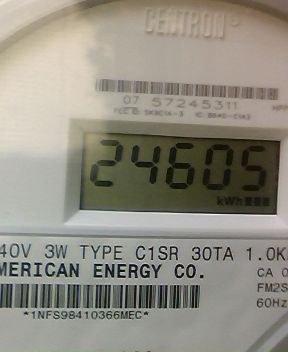 CENTRON®
07 57245311
24605
kWh
40V 3W TYPE C1SR 30TA 1.0K
MERICAN ENERGY CO.
CA 0
FM2S
60Hz
*1NFS98410366MEC*